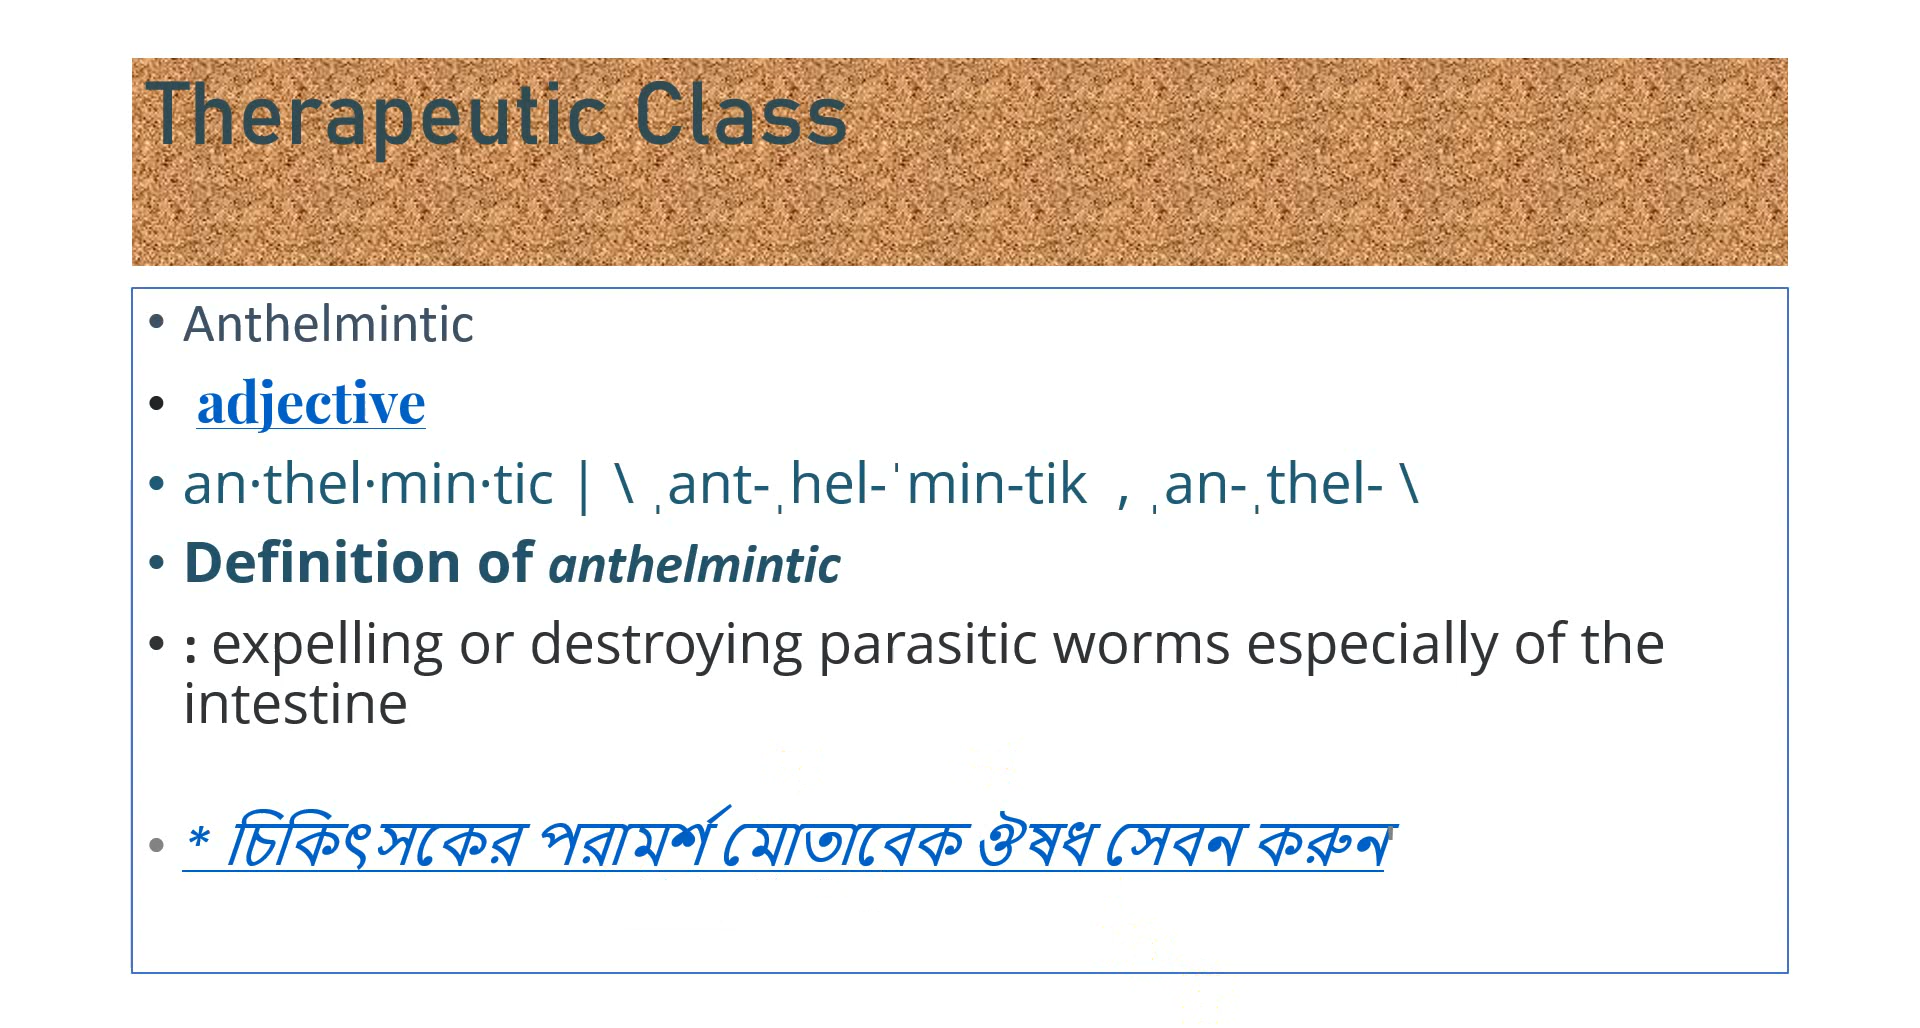 Therapeutic Class
• Anthelmintic
• adjective
• an·​thel·​min·​tic | \ ˌant-ˌhel-ˈmin-tik , ˌan-ˌthel- \
• Definition of anthelmintic
• : expelling or destroying parasitic worms especially of the
intestine
• * চিকিৎসকের পরামর্শ মোতাবেক ঔষধ সেবন করুন'